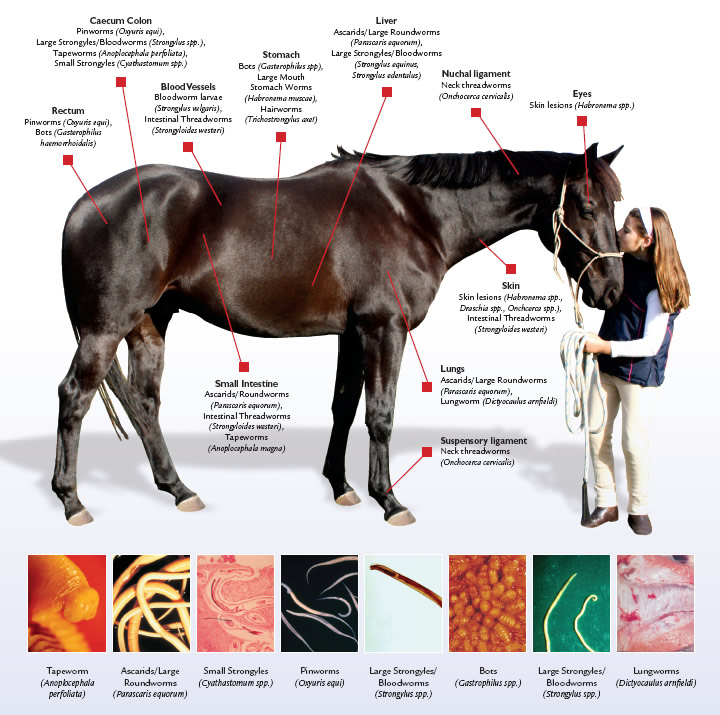 Caecum Colon
Pinworms (Oxyuris equi),
Large Strongyles/Bloodworms (Strongylus spp.),
Tapeworms (Anoplocephala perfoliata),
Small Strongyles (Cyathastomum spp.)
Liver
Ascarids/Large Roundworms
(Parascaris equorum),
Large Strongyles/Bloodworms
(Strongylus equinus,
Strongylus edentalus)
Stomach
Bots (Gasterophilus spp),
Large Mouth
Stomach Worms
(Habronema muscae),
Hairworms
(Trichostrongylus axei)
Blood Vessels
Bloodworm larvae
(Stronglus vulgaris),
Intestinal Threadworms
(Strongyloides westeri)
Nuchal ligament
Neck threadworms
(Onchocerca cervicalis)
Eyes
Skin lesions (Habronema spp.)
Rectum
Pinworms (Oxyuris equi),
Bots (Gasterophilus
haemorrhoidalis)
Skin
Skin lesions (Habronema spp.,
Draschia spp., Onchcerca spp.),
Intestinal Threadworms
(Strongyloides westeri)
Small Intestine
Ascarids/Roundworms
(Parascaris equorum),
Intestinal Threadworms
(Strongyloides westeri),
Tapeworms
(Anoplocephala magna)
Lungs
Ascarids/Large Roundworms
(Parascaris equorum),
Lungworm (Dictyocaulus arnfieldi)
Suspensory ligament
Neck threadworms
(Onchocerca cervicalis)
Tapeworm
(Anoplocephala
perfoliata)
Ascarids/Large
Roundworms
(Parascaris equorum)
Small Strongyles
(Cyathastomum spp.)
Pinworms
(Oxyuris equi)
Large Strongyles/
Bloodworms
(Strongylus spp.)
Bots
(Gastrophilus spp.)
Large Strongyles/
Bloodworms
(Strongylus spp.)
Lungworms
(Dictyocaulus arnfieldi)